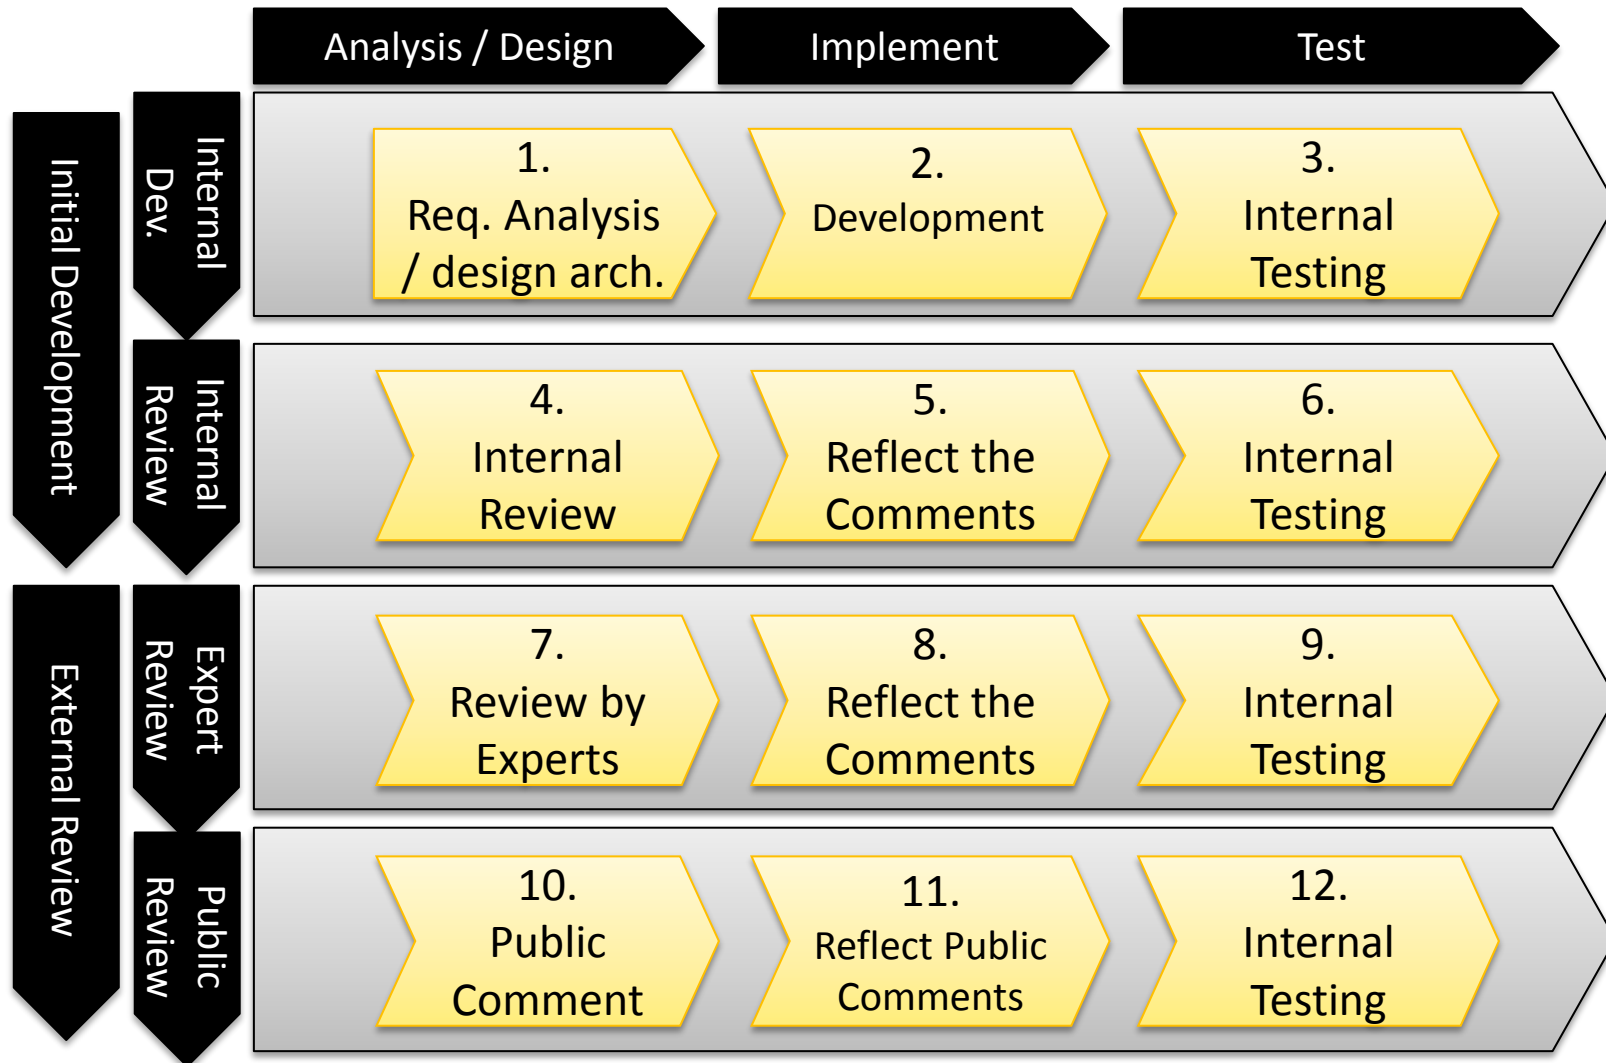 Analysis / Design
Implement
Test
Initial Development
Internal
Dev.
1.
Req. Analysis
/ design arch.
2.
Development
3.
Internal
Testing
Internal
Review
4.
Internal
Review
5.
Reflect the
Comments
6.
Internal
Testing
External Review
Expert
Review
7.
Review by
Experts
8.
Reflect the
Comments
9.
Internal
Testing
Public
Review
10.
Public
Comment
11.
Reflect Public
Comments
12.
Internal
Testing